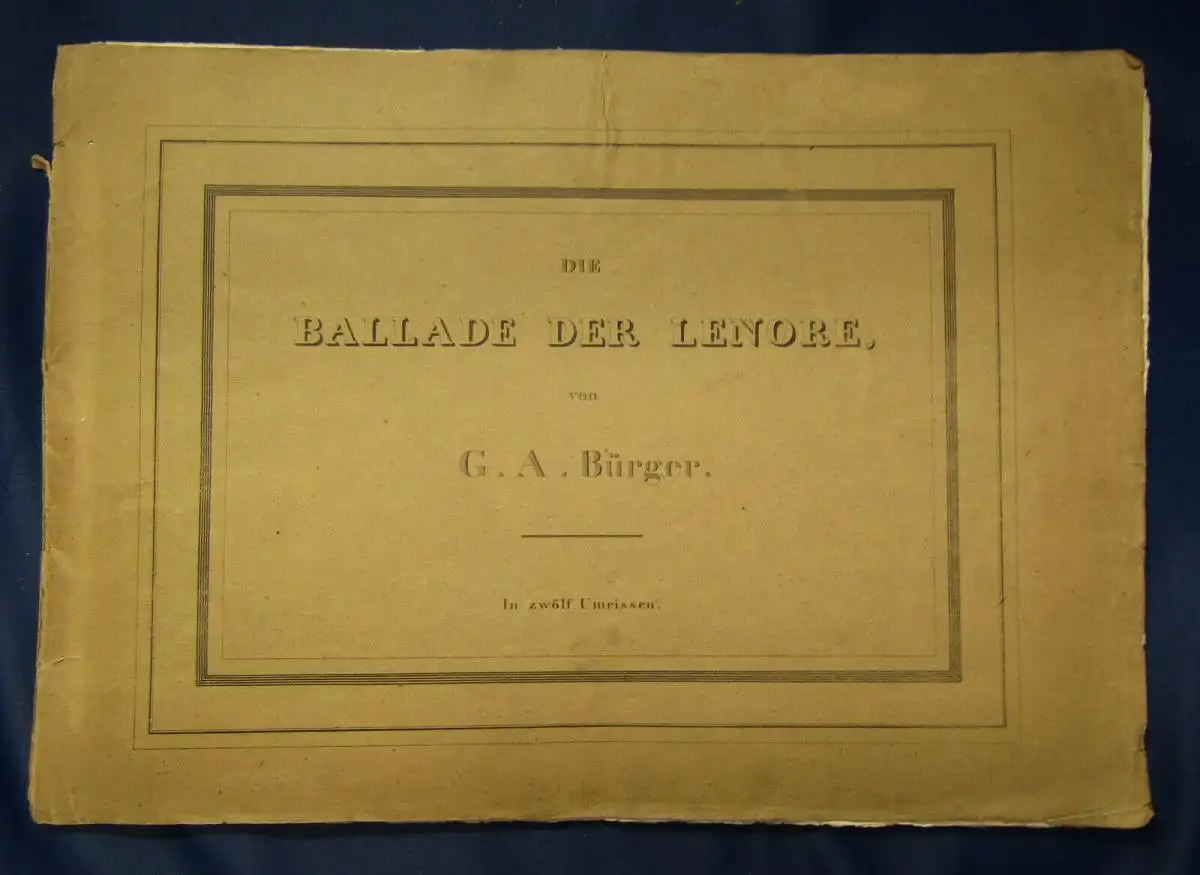 DIE
BALLADE DER LENORE,
von
G. A. Bürger.
In zwölf Umrissen.